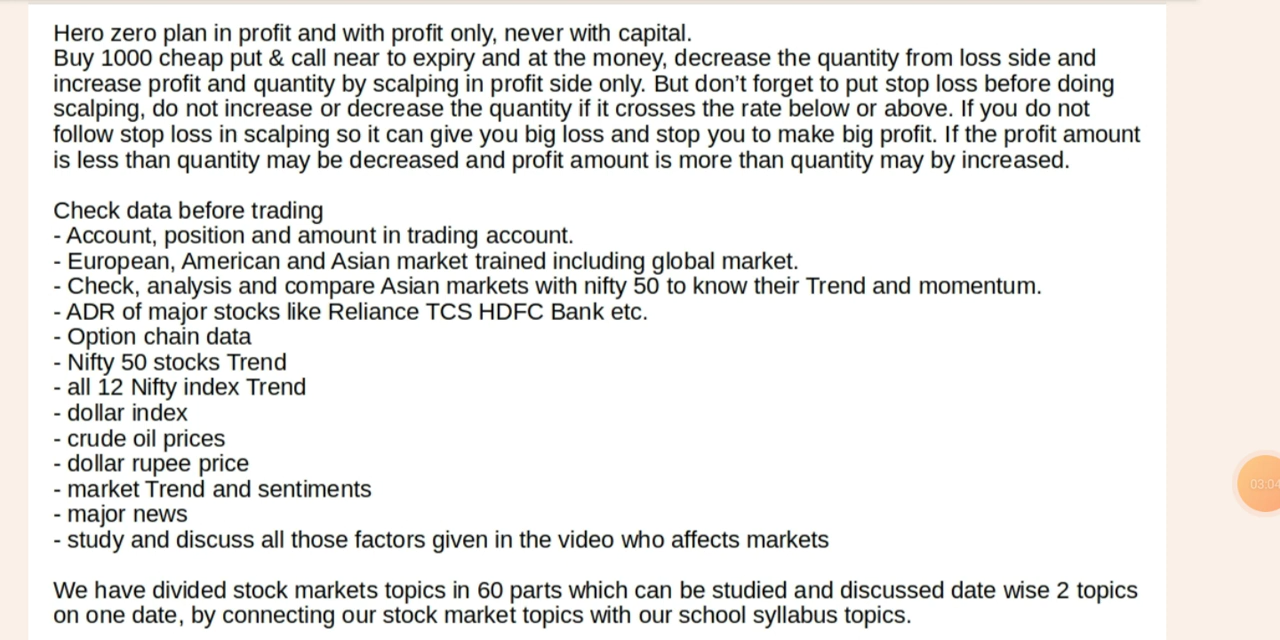 Hero zero plan in profit and with profit only, never with capital.
Buy 1000 cheap put & call near to expiry and at the money, decrease the quantity from loss side and
increase profit and quantity by scalping in profit side only. But don’t forget to put stop loss before doing
scalping, do not increase or decrease the quantity if it crosses the rate below or above. If you do not
follow stop loss in scalping so it can give you big loss and stop you to make big profit. If the profit amount
is less than quantity may be decreased and profit amount is more than quantity may by increased.
Check data before trading
- Account, position and amount in trading account.
- European, American and Asian market trained including global market.
- Check, analysis and compare Asian markets with nifty 50 to know their Trend and momentum.
- ADR of major stocks like Reliance TCS HDFC Bank etc.
- Option chain data
- Nifty 50 stocks Trend
- all 12 Nifty index Trend
- dollar index
- crude oil prices
- dollar rupee price
- market Trend and sentiments
- major news
- study and discuss all those factors given in the video who affects markets
We have divided stock markets topics in 60 parts which can be studied and discussed date wise 2 topics
on one date, by connecting our stock market topics with our school syllabus topics.
03:04